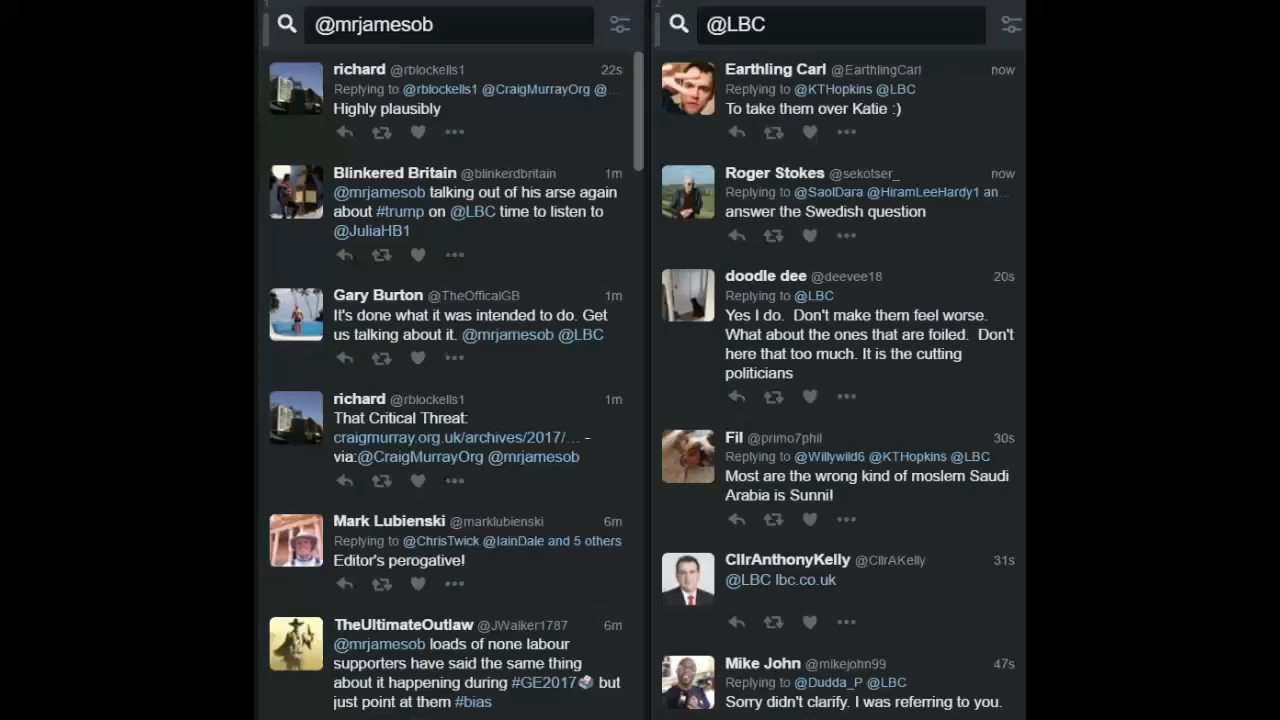 1
@mrjamesob
richard @rblockells1 22s
Replying to @rblockells1 @CraigMurrayOrg @...
Highly plausibly
Blinkered Britain @blinkerdbritain 1m
@mrjamesob talking out of his arse again
about #trump on @LBC time to listen to
@JuliaHB1
Gary Burton @TheOfficalGB 1m
It's done what it was intended to do. Get
us talking about it. @mrjamesob @LBC
richard @rblockells1 1m
That Critical Threat:
craigmurray.org.uk/archives/2017/... -
via:@CraigMurrayOrg @mrjamesob
Mark Lubienski @marklubienski 6m
Replying to @ChrisTwick @IainDale and 5 others
Editor's perogative!
TheUltimateOutlaw @JWalker1787 6m
@mrjamesob loads of none labour
supporters have said the same thing
about it happening during #GE2017 but
just point at them #bias
2
@LBC
Earthling Carl @EarthlingCarl now
Replying to @KTHopkins @LBC
To take them over Katie :)
Roger Stokes @sekotser_ now
Replying to @SaolDara @HiramLeeHardy1 an...
answer the Swedish question
doodle dee @deevee18 20s
Replying to @LBC
Yes I do. Don't make them feel worse.
What about the ones that are foiled. Don't
here that too much. It is the cutting
politicians
Fil @primo7phil 30s
Replying to @Willywild6 @KTHopkins @LBC
Most are the wrong kind of moslem Saudi
Arabia is Sunni!
CllrAnthonyKelly @CllrAKelly 31s
@LBC lbc.co.uk
Mike John @mikejohn99 47s
Replying to @Dudda_P @LBC
Sorry didn't clarify. I was referring to you.